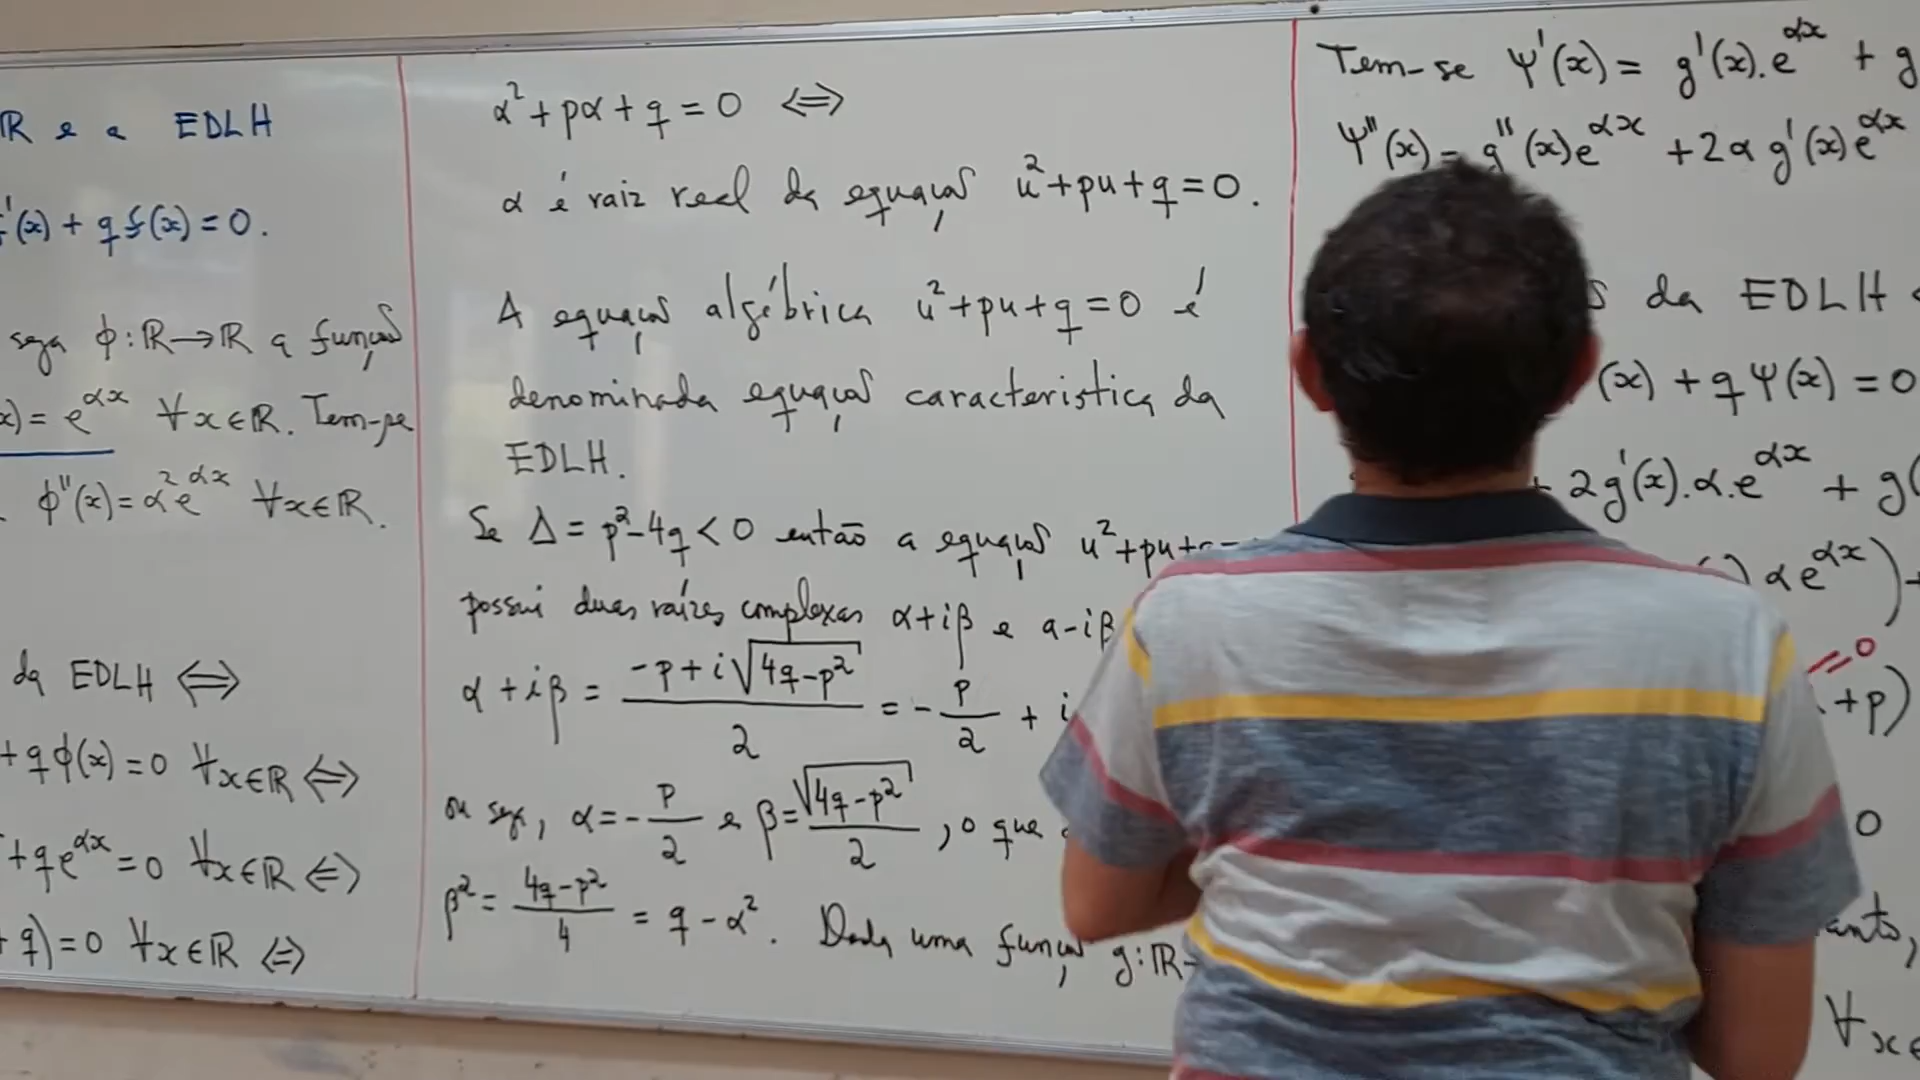 R e a EDLH
'(x) + q f(x) = 0.
seja ϕ: ℝ→ℝ a função
x) = e^{αx} ∀x∈ℝ. Tem-se
ϕ''(x) = α²e^{αx} ∀x∈ℝ.
da EDLH ⇔
+ qϕ(x) = 0 ∀x∈ℝ ⇔
+ qe^{αx} = 0 ∀x∈ℝ ⇔
+ q) = 0 ∀x∈ℝ ⇔
α² + pα + q = 0 ⇔
α é raiz real da equação u² + pu + q = 0.
A equação algébrica u² + pu + q = 0 é
denominada equação caracteristica da
EDLH.
Se Δ = p² - 4q < 0 então a equação u² + pu +
possui duas raízes complexas α + iβ e α - iβ
α + iβ = (-p + i√(4q - p²))/2 = -p/2 + i
ou seja, α = -p/2 e β = √(4q - p²)/2, o que
β² = (4q - p²)/4 = q - α². Dada uma função g: ℝ-
Tem-se Ψ'(x) = g'(x).e^{αx} + g
Ψ''(x) = g''(x)e^{αx} + 2α g'(x)e^{αx}
da EDLH
(x) + qΨ(x) = 0
+ 2g'(x).α.e^{αx} + g(
) αe^{αx}) +
= 0
+ p)
0
anto,
∀x∈